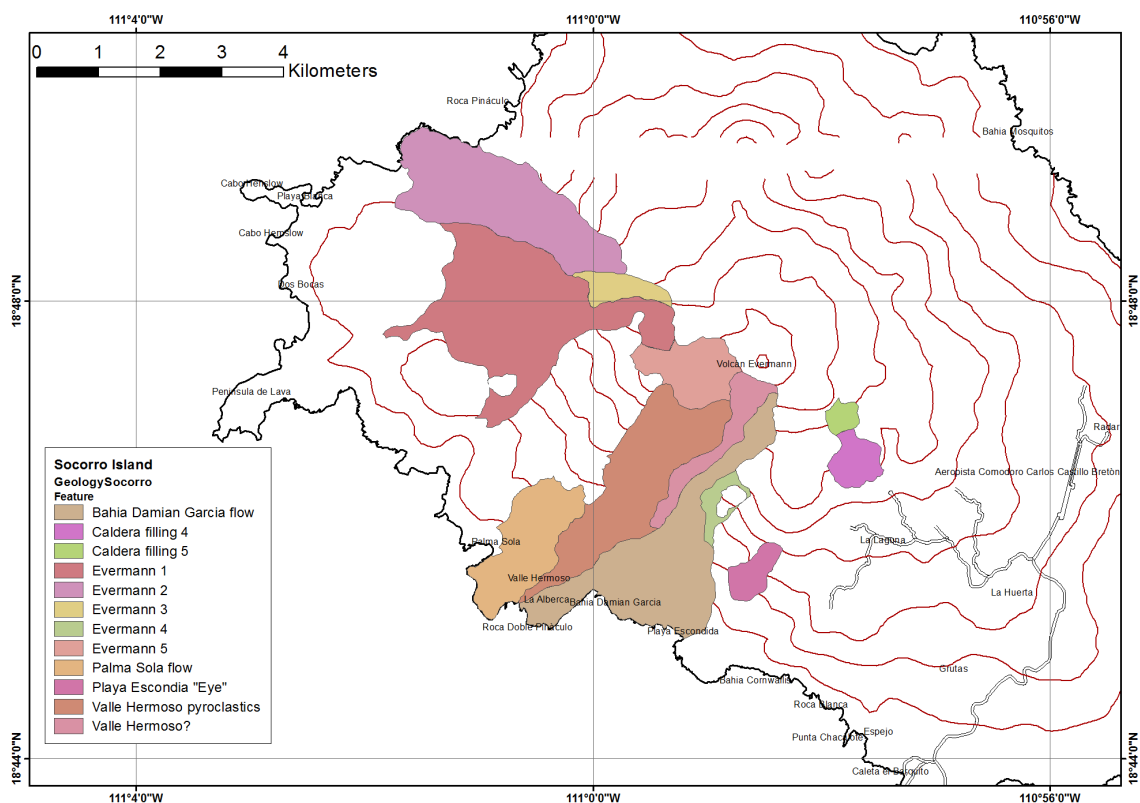 111°4'0"W 111°0'0"W 110°56'0"W
0 1 2 3 4
Kilometers
Roca Pináculo
Bahia Mosquitos
Cabo Henslow
Playa Blanca
Cabo Hemslow
Dos Bocas
18°48'0"N 18°48'0"N
Volcán Evermann
Peninsula de Lava
Radar
Aeropista Comodoro Carlos Castillo Bretòn
Palma Sola
La Laguna
Valle Hermoso
La Huerta
La Alberca
Bahia Damian Garcia
Roca Doble Pináculo
Playa Escondida
Grutas
Bahia Cornwallis
Roca Blanca
Espejo
Punta Chacalote
Caleta el Barquito
18°44'0"N 18°44'0"N
Socorro Island
GeologySocorro
Feature
Bahia Damian Garcia flow
Caldera filling 4
Caldera filling 5
Evermann 1
Evermann 2
Evermann 3
Evermann 4
Evermann 5
Palma Sola flow
Playa Escondia "Eye"
Valle Hermoso pyroclastics
Valle Hermoso?
111°4'0"W 111°0'0"W 110°56'0"W